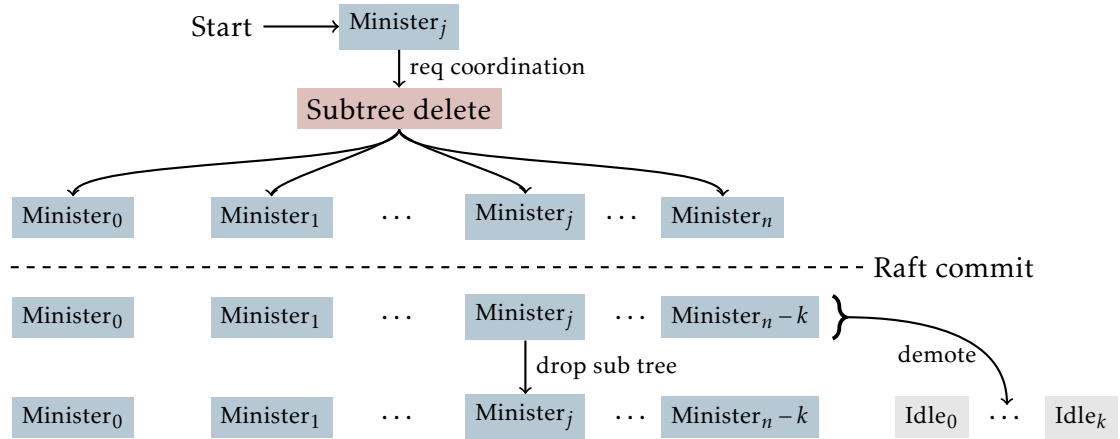 Start Minister_j
req coordination
Subtree delete
Minister_0 Minister_1 ... Minister_j ... Minister_n
Raft commit
Minister_0 Minister_1 ... Minister_j ... Minister_n – k
drop sub tree demote
Minister_0 Minister_1 ... Minister_j ... Minister_n – k Idle_0 ... Idle_k